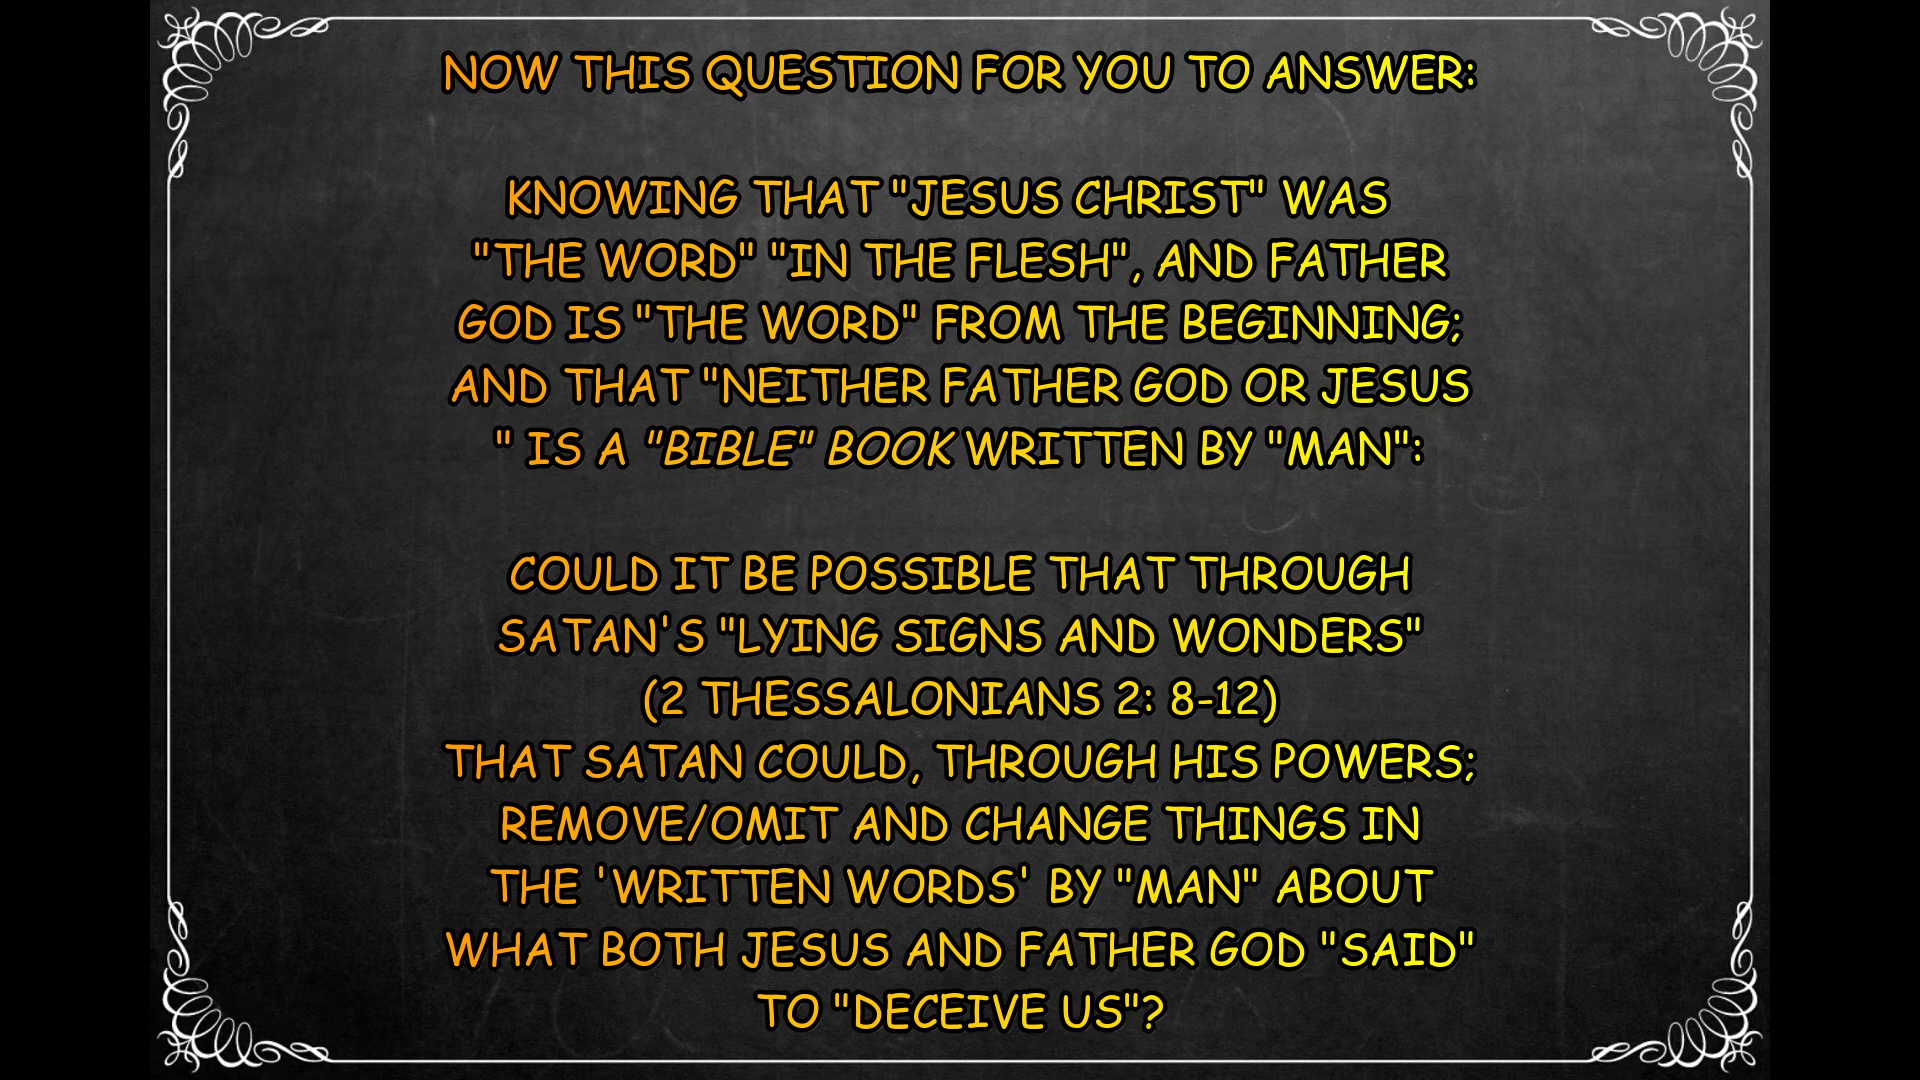 NOW THIS QUESTION FOR YOU TO ANSWER:
KNOWING THAT "JESUS CHRIST" WAS
"THE WORD" "IN THE FLESH", AND FATHER
GOD IS "THE WORD" FROM THE BEGINNING;
AND THAT "NEITHER FATHER GOD OR JESUS
" IS A "BIBLE" BOOK WRITTEN BY "MAN":
COULD IT BE POSSIBLE THAT THROUGH
SATAN'S "LYING SIGNS AND WONDERS"
(2 THESSALONIANS 2: 8-12)
THAT SATAN COULD, THROUGH HIS POWERS;
REMOVE/OMIT AND CHANGE THINGS IN
THE 'WRITTEN WORDS' BY "MAN" ABOUT
WHAT BOTH JESUS AND FATHER GOD "SAID"
TO "DECEIVE US"?